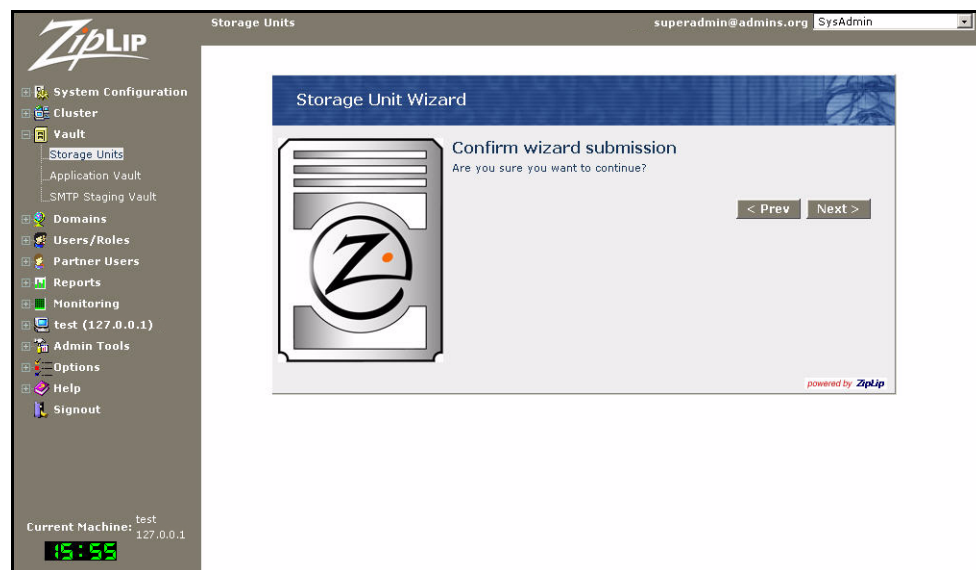 Storage Units
superadmin@admins.org SysAdmin
ZipLip
System Configuration
Cluster
Vault
Storage Units
Application Vault
SMTP Staging Vault
Domains
Users/Roles
Partner Users
Reports
Monitoring
test (127.0.0.1)
Admin Tools
Options
Help
Signout
Current Machine: test
127.0.0.1
15:55
Storage Unit Wizard
Confirm wizard submission
Are you sure you want to continue?
< Prev Next >
powered by ZipLip